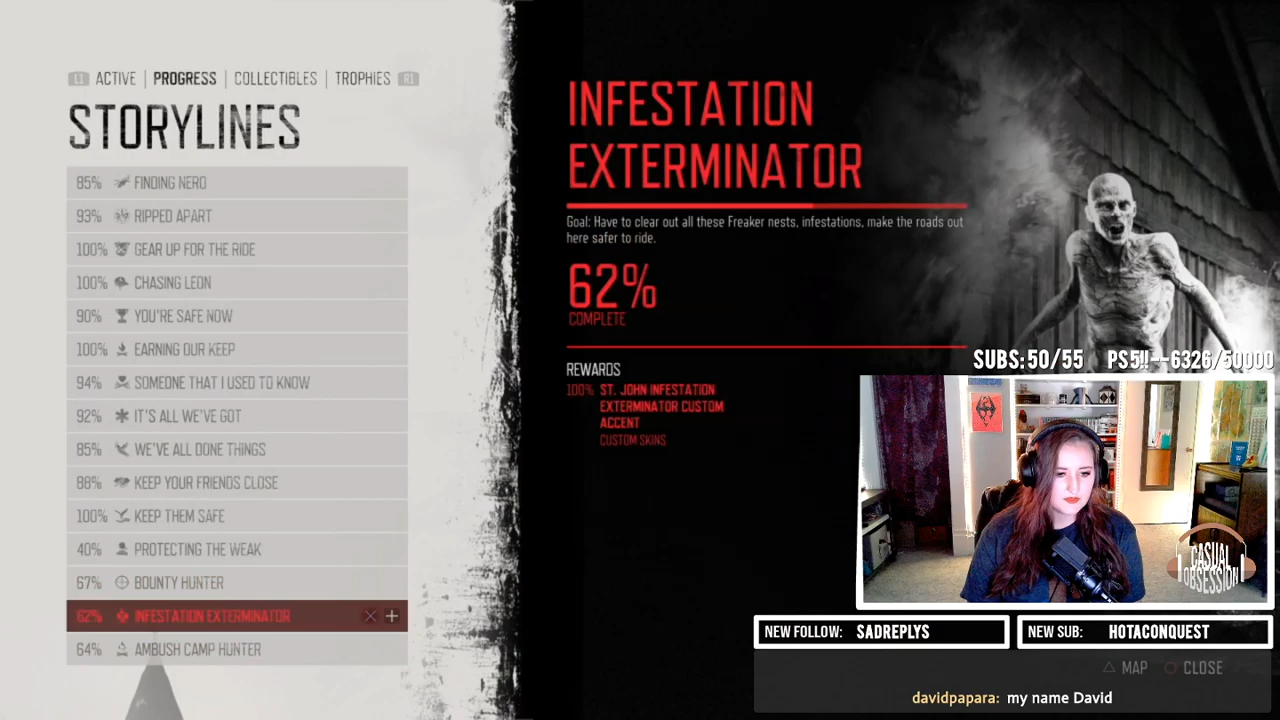 L1 ACTIVE | PROGRESS | COLLECTIBLES | TROPHIES R1
STORYLINES
85% FINDING NERO
93% RIPPED APART
100% GEAR UP FOR THE RIDE
100% CHASING LEON
90% YOU'RE SAFE NOW
100% EARNING OUR KEEP
94% SOMEONE THAT I USED TO KNOW
92% IT'S ALL WE'VE GOT
85% WE'VE ALL DONE THINGS
88% KEEP YOUR FRIENDS CLOSE
100% KEEP THEM SAFE
40% PROTECTING THE WEAK
67% BOUNTY HUNTER
62% INFESTATION EXTERMINATOR
64% AMBUSH CAMP HUNTER
INFESTATION
EXTERMINATOR
Goal: Have to clear out all these Freaker nests, infestations, make the roads out
here safer to ride.
62%
COMPLETE
REWARDS
100% ST. JOHN INFESTATION
EXTERMINATOR CUSTOM
ACCENT
CUSTOM SKINS
SUBS: 50/55 PS5!!--6326/50000
CASUAL
OBSESSION
NEW FOLLOW: SADREPLYS
NEW SUB: HOTACONQUEST
MAP CLOSE
davidpapara: my name David